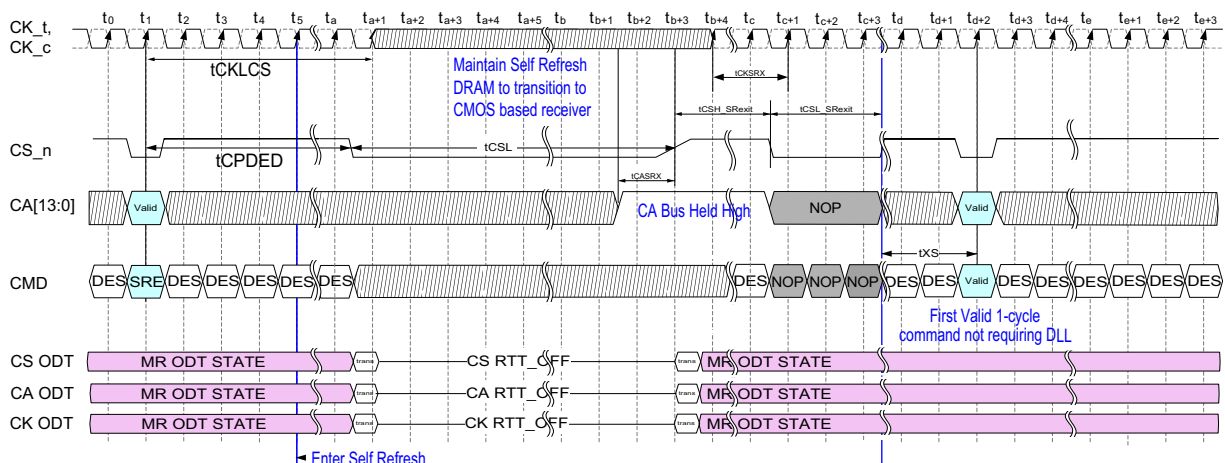 t0 t1 t2 t3 t4 t5 ta ta+1 ta+2 ta+3 ta+4 ta+5 tb tb+1 tb+2 tb+3 tb+4 tc tc+1 tc+2 tc+3 td td+1 td+2 td+3 td+4 te te+1 te+2 te+3
CK_t,
CK_c
tCKLCS
Maintain Self Refresh
DRAM to transition to
CMOS based receiver
tCKSRX
tCSH_SRexit
tCSL_SRexit
CS_n
tCPDED
tCSL
tCASRX
CA[13:0]
Valid
CA Bus Held High
NOP
Valid
tXS
CMD
DES SRE DES DES DES DES DES DES NOP NOP NOP DES DES Valid DES DES DES DES DES DES
First Valid 1-cycle
command not requiring DLL
CS ODT MR ODT STATE trans CS RTT_OFF trans MR ODT STATE
CA ODT MR ODT STATE trans CA RTT_OFF trans MR ODT STATE
CK ODT MR ODT STATE trans CK RTT_OFF trans MR ODT STATE
Enter Self Refresh